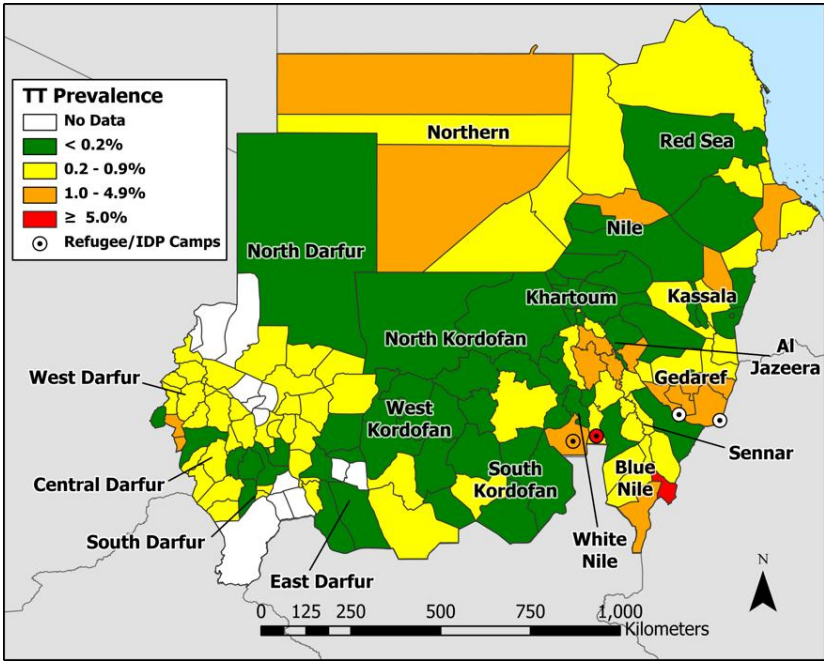 TT Prevalence
No Data
< 0.2%
0.2 - 0.9%
1.0 - 4.9%
≥ 5.0%
Refugee/IDP Camps
Northern
Red Sea
Nile
North Darfur
Khartoum
Kassala
North Kordofan
Al
Jazeera
West Darfur
Gedaref
West
Kordofan
Sennar
Central Darfur
South
Kordofan
Blue
Nile
South Darfur
White
Nile
East Darfur
N
0 125 250 500 750 1,000
Kilometers